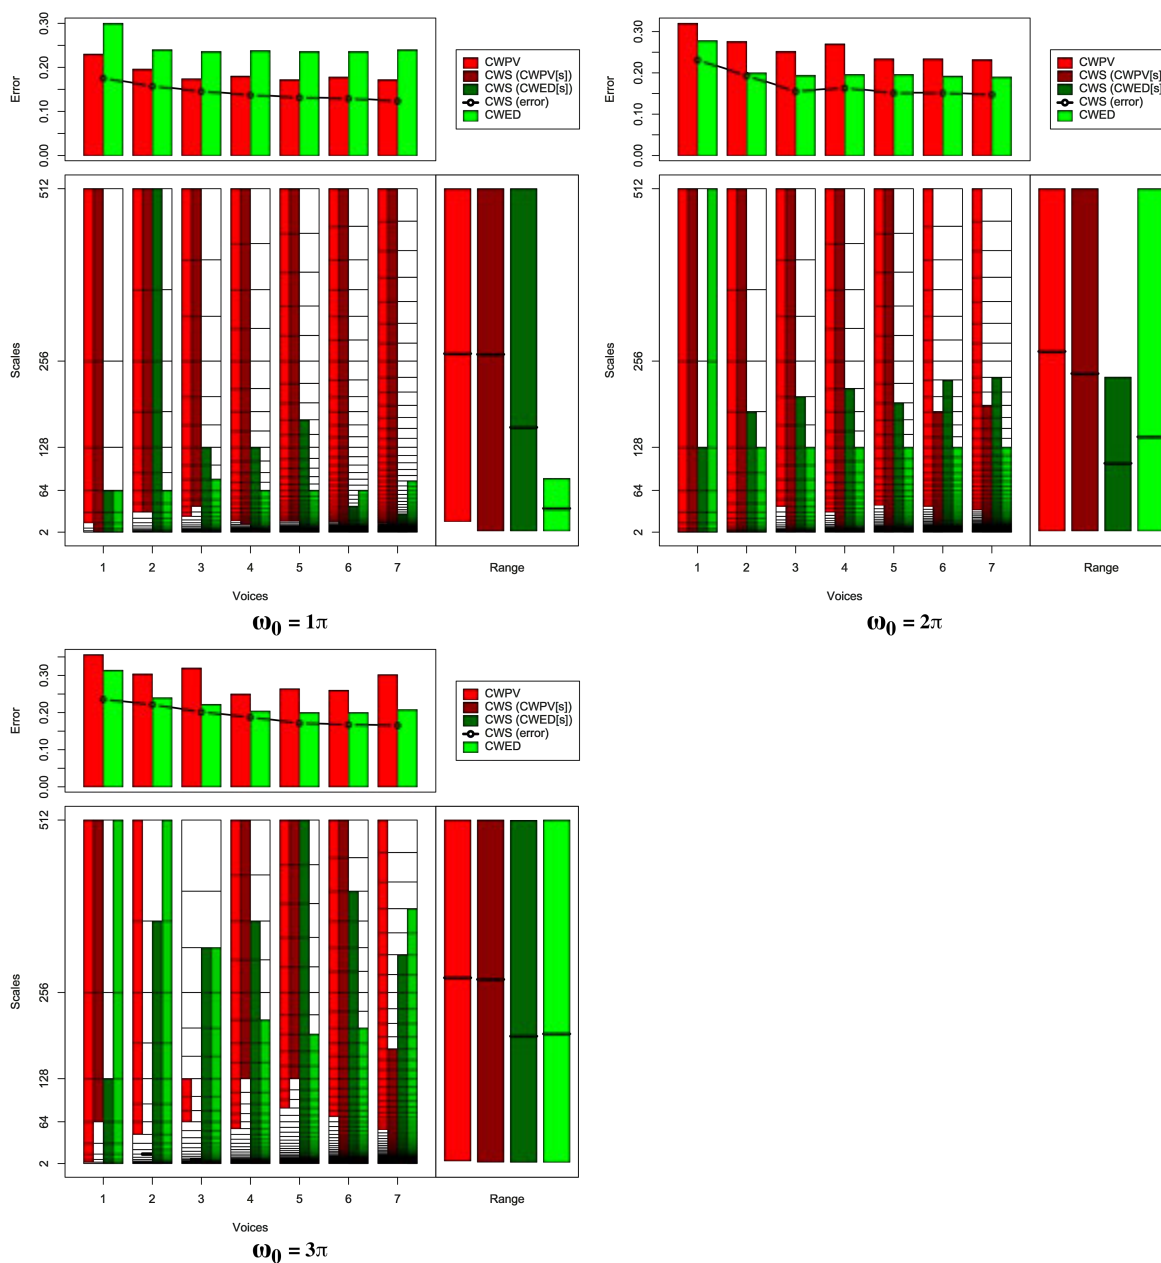 0.30
0.20
0.10
0.00
Error
CWPV
CWS (CWPV[s])
CWS (CWED[s])
CWS (error)
CWED
512
256
128
64
2
Scales
1 2 3 4 5 6 7
Range
Voices
ω0 = 1π
0.30
0.20
0.10
0.00
Error
CWPV
CWS (CWPV[s]
CWS (CWED[s]
CWS (error)
CWED
512
256
128
64
2
Scales
1 2 3 4 5 6 7
Range
Voices
ω0 = 2π
0.30
0.20
0.10
0.00
Error
CWPV
CWS (CWPV[s])
CWS (CWED[s])
CWS (error)
CWED
512
256
128
64
2
Scales
1 2 3 4 5 6 7
Range
Voices
ω0 = 3π